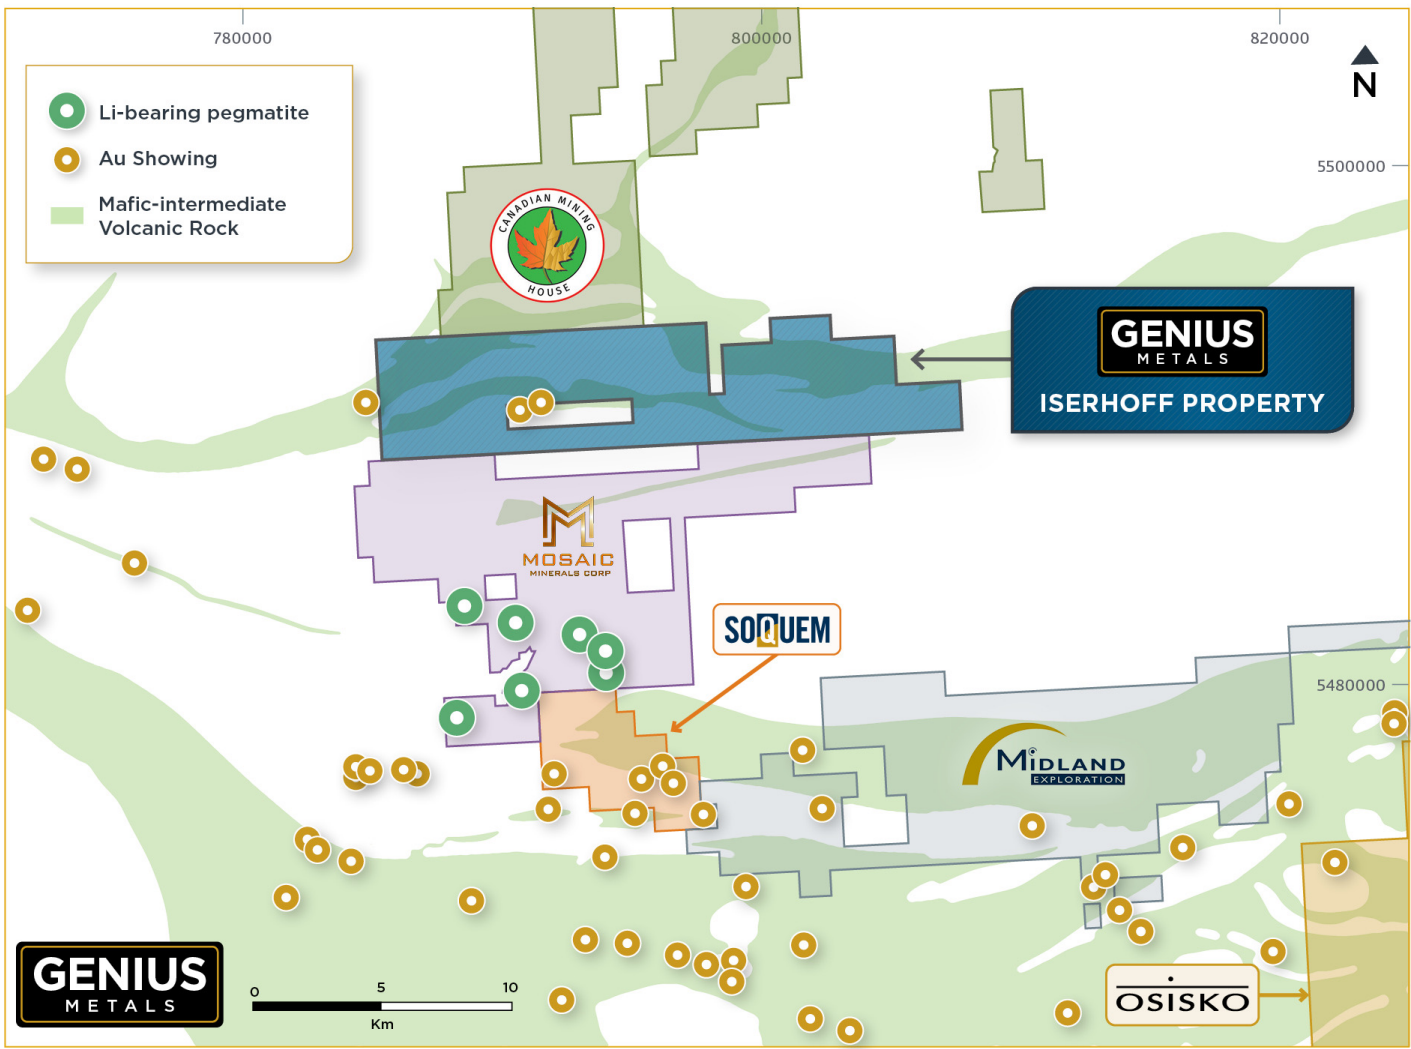 780000
800000
820000
N
Li-bearing pegmatite
Au Showing
Mafic-intermediate
Volcanic Rock
5500000
CANADIAN MINING
HOUSE
GENIUS
METALS
ISERHOFF PROPERTY
MOSAIC
MINERALS CORP
SOQUEM
5480000
MIDLAND
EXPLORATION
GENIUS
METALS
0 5 10
Km
OSISKO